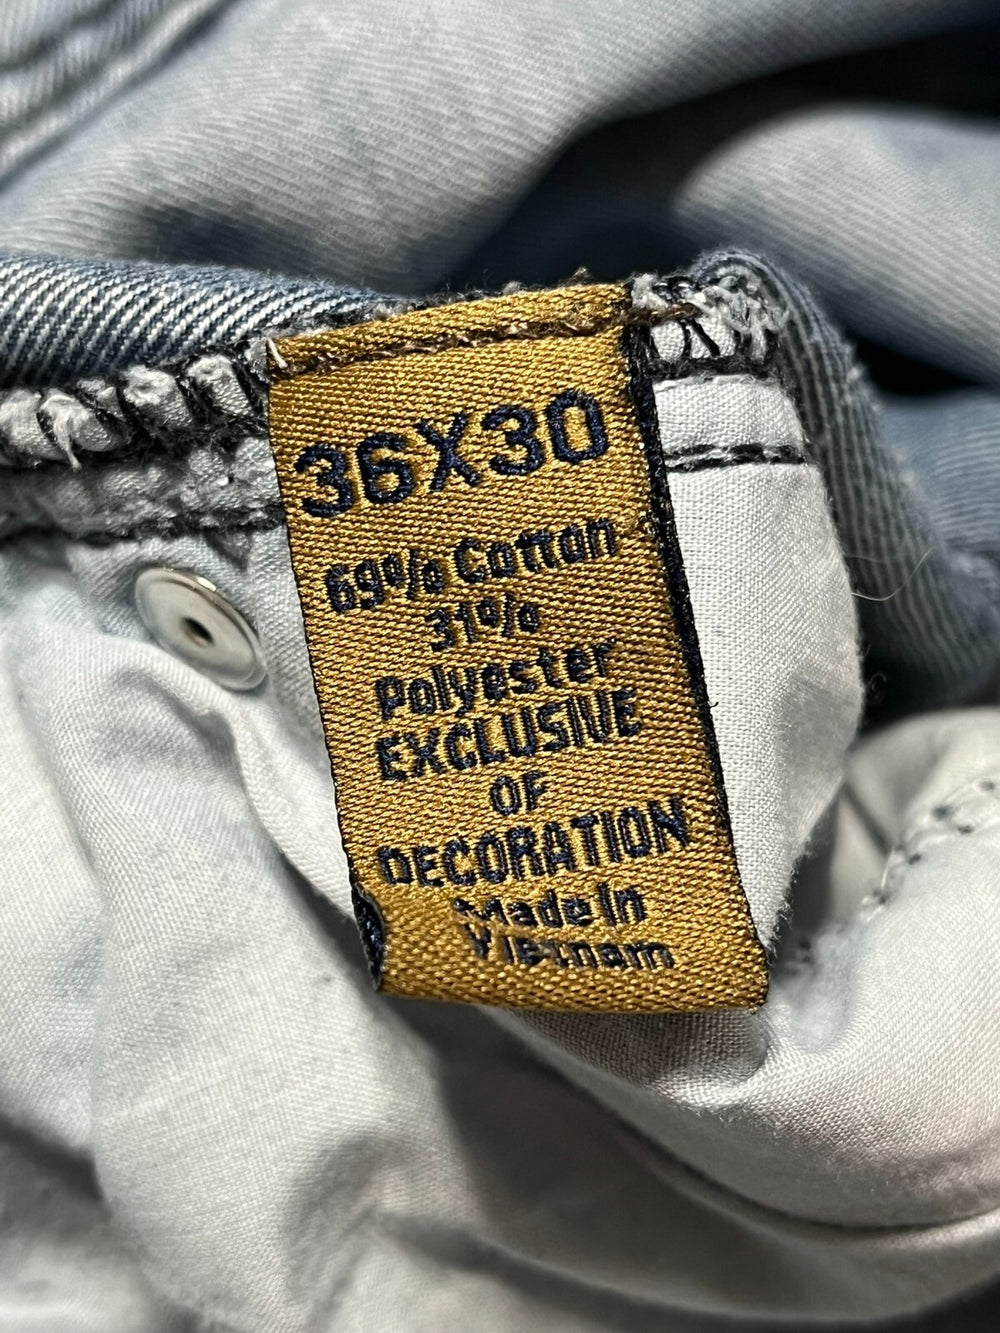 36X30
69% Cotton
31%
Polyester
EXCLUSIVE
OF
DECORATION
Made In
Vietnam